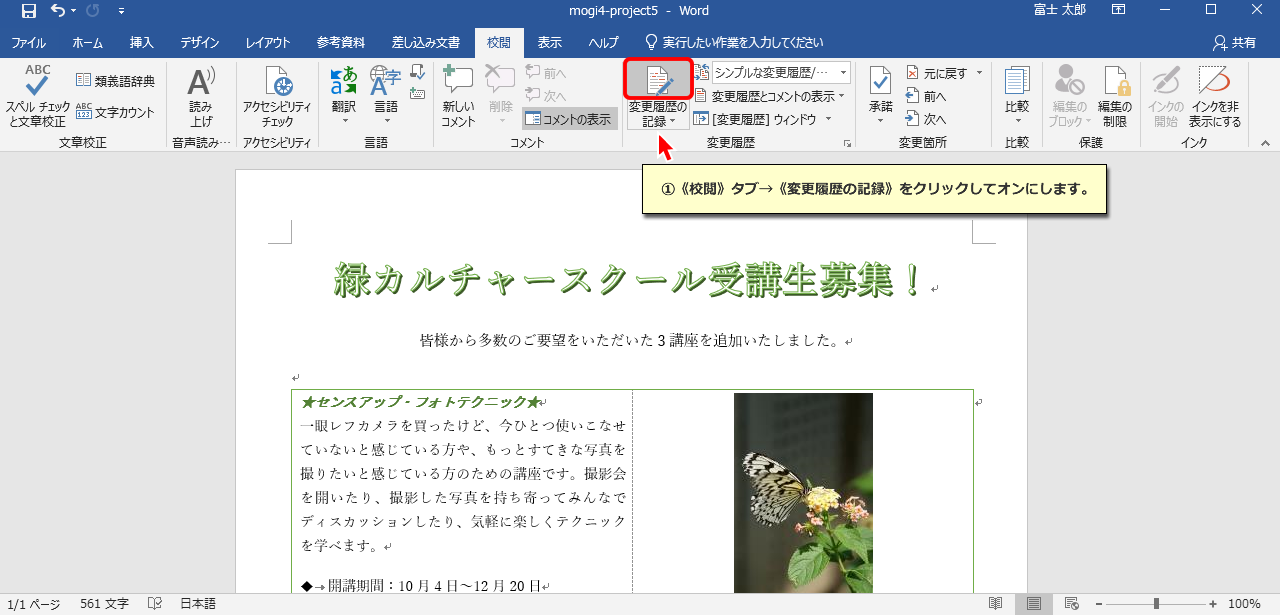 mogi4-project5 - Word
富士 太郎
ファイル ホーム 挿入 デザイン レイアウト 参考資料 差し込み文書 校閲 表示 ヘルプ 実行したい作業を入力してください 共有
ABC
スペル チェックと文章校正
類義語辞典
ABC 123 文字カウント
文章校正
A
読み上げ
音声読み…
アクセシビリティ チェック
アクセシビリティ
あ
翻訳
A字
言語
言語
新しいコメント
削除
前へ
次へ
コメントの表示
コメント
変更履歴の記録
シンプルな変更履歴/…
変更履歴とコメントの表示
[変更履歴] ウィンドウ
変更履歴
承諾
元に戻す
前へ
次へ
変更箇所
比較
比較
編集のブロック
編集の制限
保護
インクの開始
インクを非表示にする
インク
①《校閲》タブ→《変更履歴の記録》をクリックしてオンにします。
緑カルチャースクール受講生募集！↵
皆様から多数のご要望をいただいた 3 講座を追加いたしました。↵
↵
★センスアップ‐フォトテクニック★↵
一眼レフカメラを買ったけど、今ひとつ使いこなせ
ていないと感じている方や、もっとすてきな写真を
撮りたいと感じている方のための講座です。撮影会
を開いたり、撮影した写真を持ち寄ってみんなで
ディスカッションしたり、気軽に楽しくテクニック
を学べます。↵
◆→開講期間：10 月 4 日～12 月 20 日↵
1/1 ページ 561 文字 日本語 100%